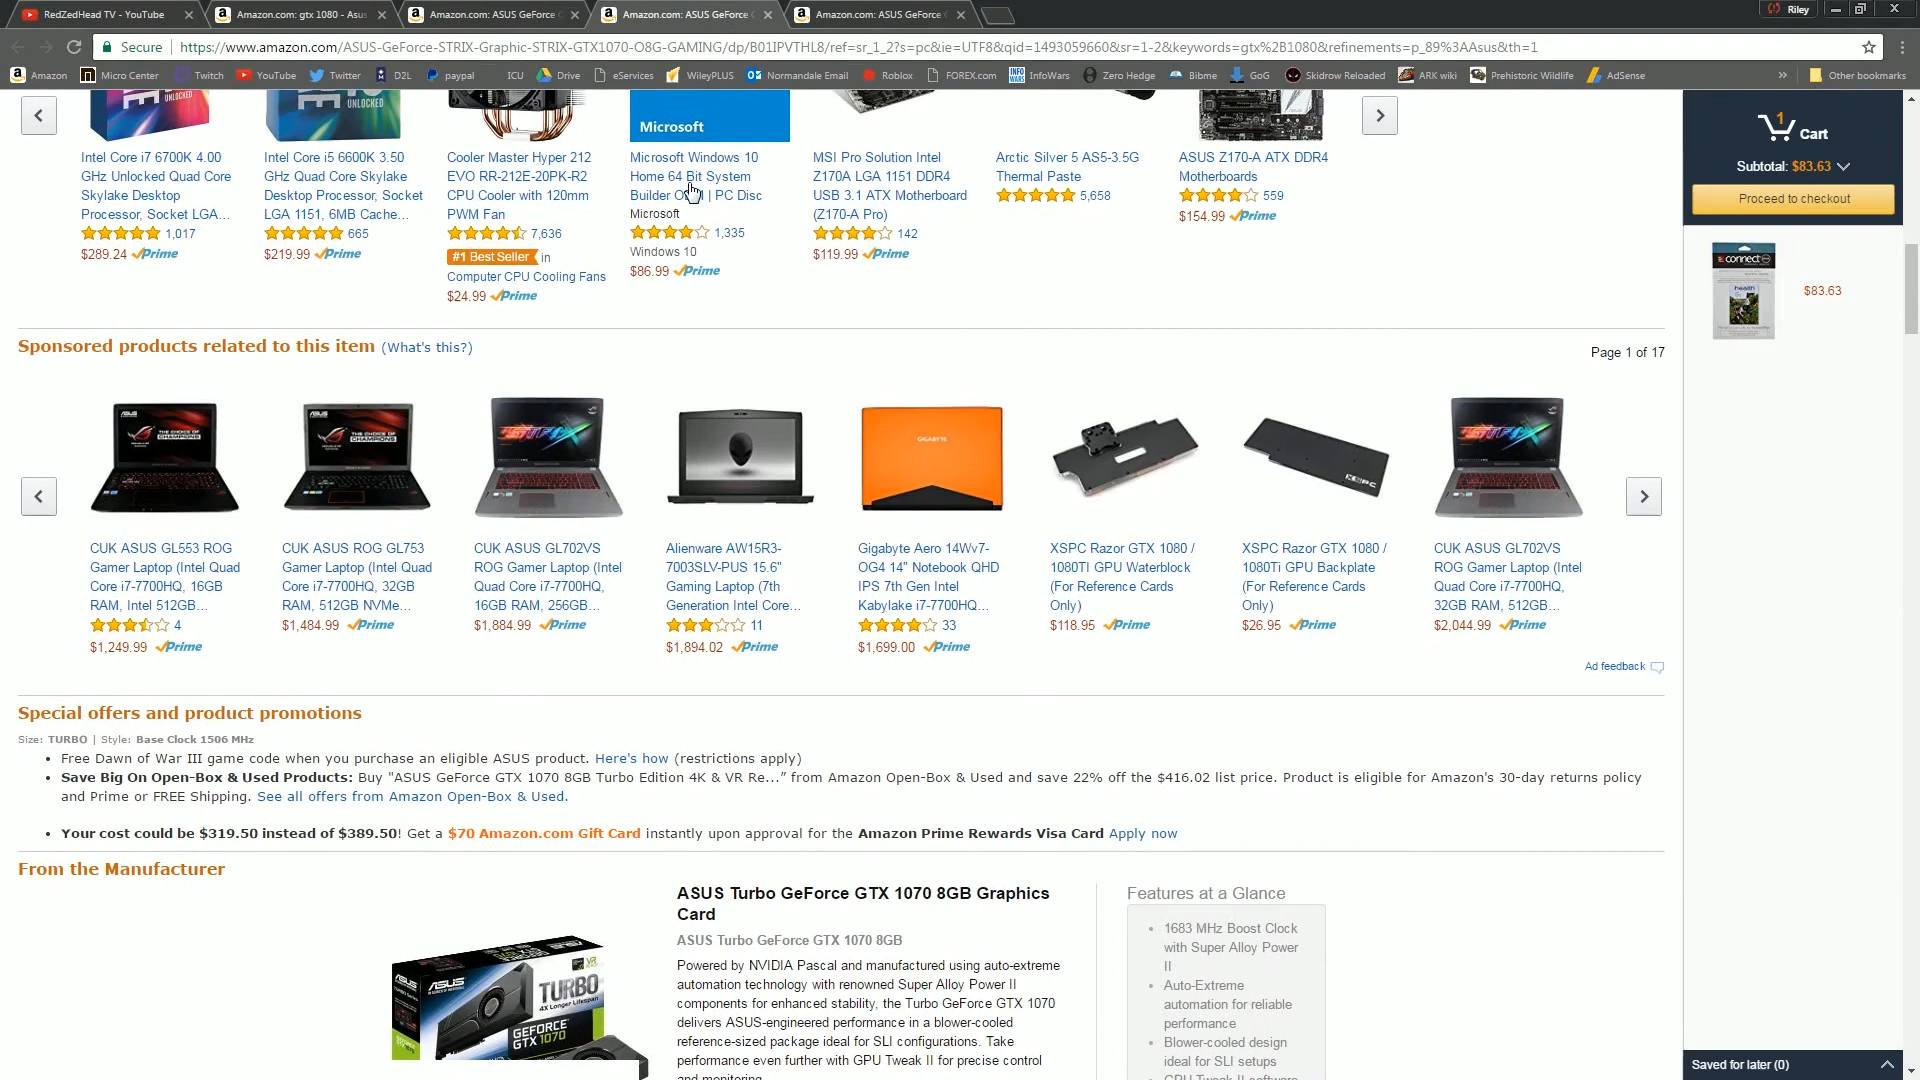 RedZedHead TV - YouTube
Amazon.com: gtx 1080 - Asus
Amazon.com: ASUS GeForce
Amazon.com: ASUS GeForce
Amazon.com: ASUS GeForce
Riley
Secure | https://www.amazon.com/ASUS-GeForce-STRIX-Graphic-STRIX-GTX1070-O8G-GAMING/dp/B01IPVTHL8/ref=sr_1_2?s=pc&ie=UTF8&qid=1493059660&sr=1-2&keywords=gtx%2B1080&refinements=p_89%3AAsus&th=1
Amazon Micro Center Twitch YouTube Twitter D2L paypal ICU Drive eServices WileyPLUS Normandale Email Roblox FOREX.com InfoWars Zero Hedge Bibme GoG Skidrow Reloaded ARK wiki Prehistoric Wildlife AdSense » Other bookmarks
UNLOCKED
UNLOCKED
Microsoft
Intel Core i7 6700K 4.00
GHz Unlocked Quad Core
Skylake Desktop
Processor, Socket LGA...
1,017
$289.24 Prime
Intel Core i5 6600K 3.50
GHz Quad Core Skylake
Desktop Processor, Socket
LGA 1151, 6MB Cache...
665
$219.99 Prime
Cooler Master Hyper 212
EVO RR-212E-20PK-R2
CPU Cooler with 120mm
PWM Fan
7,636
#1 Best Seller in
Computer CPU Cooling Fans
$24.99 Prime
Microsoft Windows 10
Home 64 Bit System
Builder | PC Disc
Microsoft
1,335
Windows 10
$86.99 Prime
MSI Pro Solution Intel
Z170A LGA 1151 DDR4
USB 3.1 ATX Motherboard
(Z170-A Pro)
142
$119.99 Prime
Arctic Silver 5 AS5-3.5G
Thermal Paste
5,658
ASUS Z170-A ATX DDR4
Motherboards
559
$154.99 Prime
1
Cart
Subtotal: $83.63
Proceed to checkout
connect
health
$83.63
Sponsored products related to this item (What's this?)
Page 1 of 17
CUK ASUS GL553 ROG
Gamer Laptop (Intel Quad
Core i7-7700HQ, 16GB
RAM, Intel 512GB...
4
$1,249.99 Prime
CUK ASUS ROG GL753
Gamer Laptop (Intel Quad
Core i7-7700HQ, 32GB
RAM, 512GB NVMe...
$1,484.99 Prime
CUK ASUS GL702VS
ROG Gamer Laptop (Intel
Quad Core i7-7700HQ,
16GB RAM, 256GB...
$1,884.99 Prime
Alienware AW15R3-
7003SLV-PUS 15.6"
Gaming Laptop (7th
Generation Intel Core...
11
$1,894.02 Prime
GIGABYTE
Gigabyte Aero 14Wv7-
OG4 14" Notebook QHD
IPS 7th Gen Intel
Kabylake i7-7700HQ...
33
$1,699.00 Prime
XSPC Razor GTX 1080 /
1080TI GPU Waterblock
(For Reference Cards
Only)
$118.95 Prime
XSPC Razor GTX 1080 /
1080Ti GPU Backplate
(For Reference Cards
Only)
$26.95 Prime
CUK ASUS GL702VS
ROG Gamer Laptop (Intel
Quad Core i7-7700HQ,
32GB RAM, 512GB...
$2,044.99 Prime
Ad feedback
Special offers and product promotions
Size: TURBO | Style: Base Clock 1506 MHz
• Free Dawn of War III game code when you purchase an eligible ASUS product. Here's how (restrictions apply)
• Save Big On Open-Box & Used Products: Buy "ASUS GeForce GTX 1070 8GB Turbo Edition 4K & VR Re..." from Amazon Open-Box & Used and save 22% off the $416.02 list price. Product is eligible for Amazon's 30-day returns policy
and Prime or FREE Shipping. See all offers from Amazon Open-Box & Used.
• Your cost could be $319.50 instead of $389.50! Get a $70 Amazon.com Gift Card instantly upon approval for the Amazon Prime Rewards Visa Card Apply now
From the Manufacturer
ASUS
TURBO
4X Longer Lifespan
GEFORCE
GTX 1070
ASUS Turbo GeForce GTX 1070 8GB Graphics
Card
ASUS Turbo GeForce GTX 1070 8GB
Powered by NVIDIA Pascal and manufactured using auto-extreme
automation technology with renowned Super Alloy Power II
components for enhanced stability, the Turbo GeForce GTX 1070
delivers ASUS-engineered performance in a blower-cooled
reference-sized package ideal for SLI configurations. Take
performance even further with GPU Tweak II for precise control
and monitoring.
Features at a Glance
• 1683 MHz Boost Clock
with Super Alloy Power
II
• Auto-Extreme
automation for reliable
performance
• Blower-cooled design
ideal for SLI setups
• GPU Tweak II software
Saved for later (0)